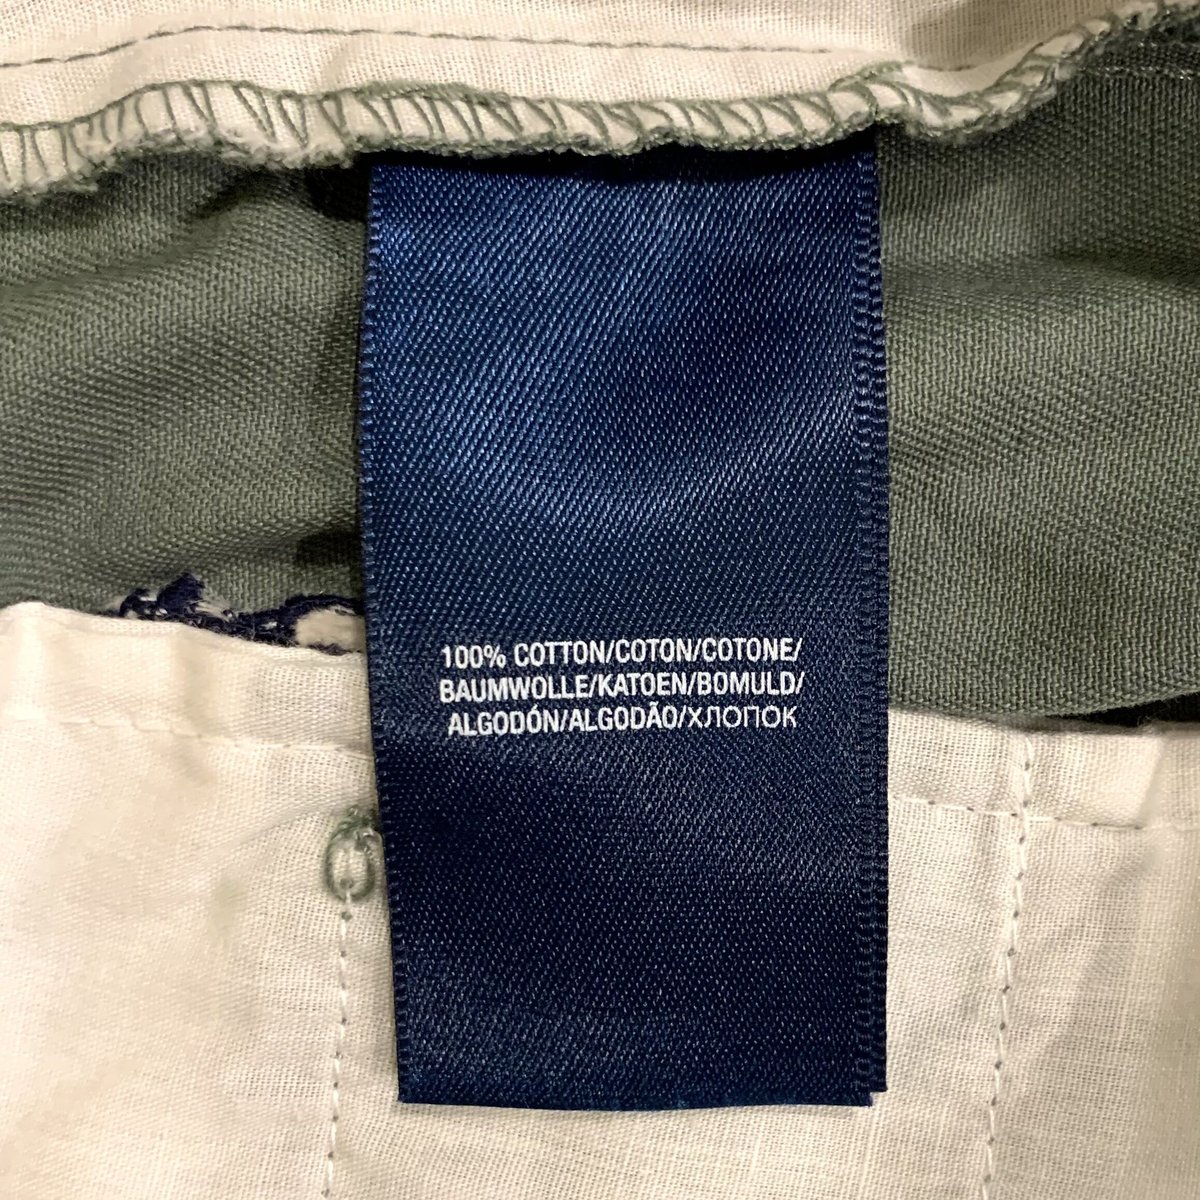 100% COTTON/COTON/COTONE/
BAUMWOLLE/KATOEN/BOMULD/
ALGODÓN/ALGODÃO/ХЛОПОК